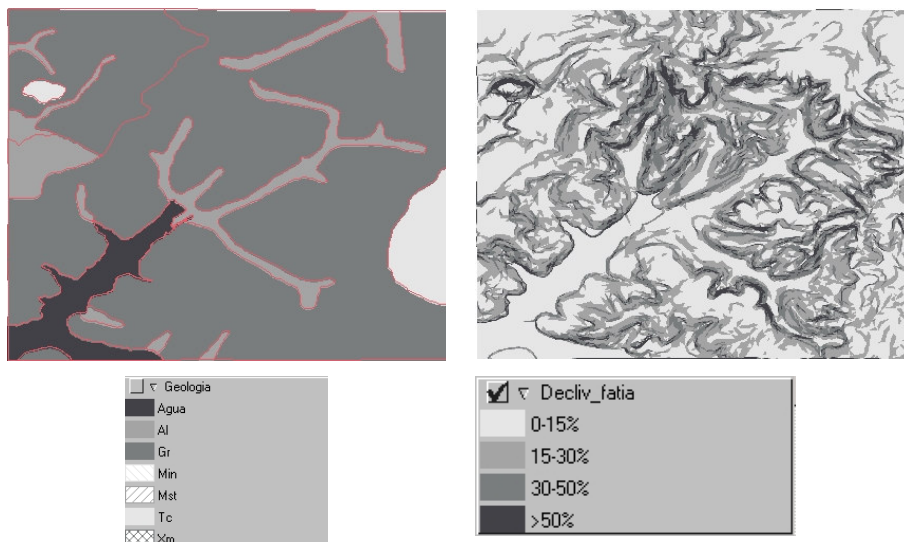 Geologia
Agua
Al
Gr
Min
Mst
Tc
Xm
Decliv_fatia
0-15%
15-30%
30-50%
>50%